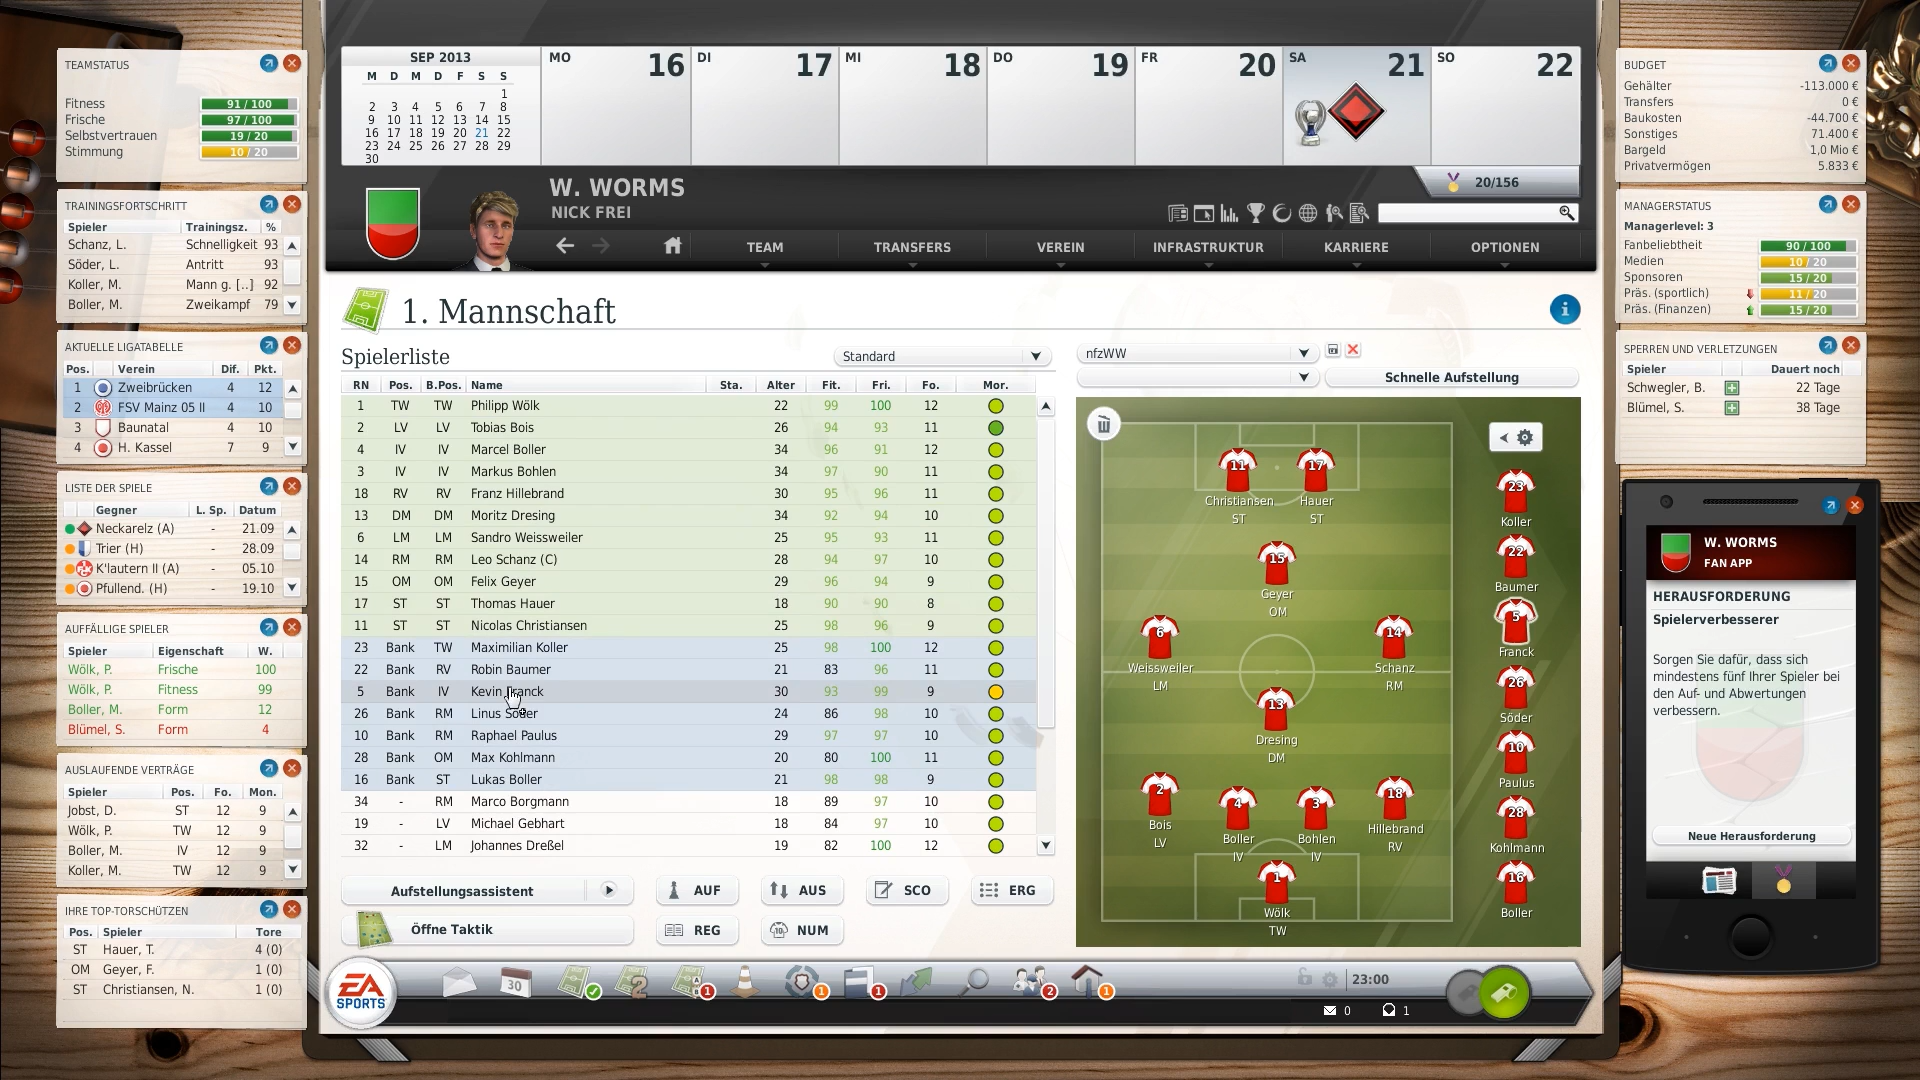 TEAMSTATUS
Fitness 91 / 100
Frische 97 / 100
Selbstvertrauen 19 / 20
Stimmung 10 / 20
TRAININGSFORTSCHRITT
Spieler Trainingsz. %
Schanz, L. Schnelligkeit 93
Söder, L. Antritt 93
Koller, M. Mann g. [..] 92
Boller, M. Zweikampf 79
AKTUELLE LIGATABELLE
Pos. Verein Dif. Pkt.
1 Zweibrücken 4 12
2 FSV Mainz 05 II 4 10
3 Baunatal 4 10
4 H. Kassel 7 9
LISTE DER SPIELE
Gegner L. Sp. Datum
Neckarelz (A) - 21.09
Trier (H) - 28.09
K'lautern II (A) - 05.10
Pfullend. (H) - 19.10
AUFFÄLLIGE SPIELER
Spieler Eigenschaft W.
Wölk, P. Frische 100
Wölk, P. Fitness 99
Boller, M. Form 12
Blümel, S. Form 4
AUSLAUFENDE VERTRÄGE
Spieler Pos. Fo. Mon.
Jobst, D. ST 12 9
Wölk, P. TW 12 9
Boller, M. IV 12 9
Koller, M. TW 12 9
IHRE TOP-TORSCHÜTZEN
Pos. Spieler Tore
ST Hauer, T. 4 (0)
OM Geyer, F. 1 (0)
ST Christiansen, N. 1 (0)
SEP 2013
M D M D F S S
1
2 3 4 5 6 7 8
9 10 11 12 13 14 15
16 17 18 19 20 21 22
23 24 25 26 27 28 29
30
MO 16 DI 17 MI 18 DO 19 FR 20 SA 21 SO 22
W. WORMS
NICK FREI
20/156
TEAM TRANSFERS VEREIN INFRASTRUKTUR KARRIERE OPTIONEN
1. Mannschaft
i
Spielerliste
Standard
RN Pos. B.Pos. Name Sta. Alter Fit. Fri. Fo. Mor.
1 TW TW Philipp Wölk 22 99 100 12
2 LV LV Tobias Bois 26 94 93 11
4 IV IV Marcel Boller 34 96 91 12
3 IV IV Markus Bohlen 34 97 90 11
18 RV RV Franz Hillebrand 30 95 96 11
13 DM DM Moritz Dresing 34 92 94 10
6 LM LM Sandro Weissweiler 25 95 93 11
14 RM RM Leo Schanz (C) 28 94 97 10
15 OM OM Felix Geyer 29 96 94 9
17 ST ST Thomas Hauer 18 90 90 8
11 ST ST Nicolas Christiansen 25 98 96 9
23 Bank TW Maximilian Koller 25 98 100 12
22 Bank RV Robin Baumer 21 83 96 11
5 Bank IV Kevin Franck 30 93 99 9
26 Bank RM Linus Söder 24 86 98 10
10 Bank RM Raphael Paulus 29 97 97 10
28 Bank OM Max Kohlmann 20 80 100 11
16 Bank ST Lukas Boller 21 98 98 9
34 - RM Marco Borgmann 18 89 97 10
19 - LV Michael Gebhart 18 84 97 10
32 - LM Johannes Dreßel 19 82 100 12
Aufstellungsassistent
AUF AUS SCO ERG
Öffne Taktik
REG NUM
nfzWW
Schnelle Aufstellung
11 Christiansen ST
17 Hauer ST
15 Geyer OM
6 Weissweiler LM
14 Schanz RM
13 Dresing DM
2 Bois LV
4 Boller IV
3 Bohlen IV
18 Hillebrand RV
1 Wölk TW
23 Koller
22 Baumer
5 Franck
26 Söder
10 Paulus
28 Kohlmann
16 Boller
EA SPORTS
30 2 1 1 1 2 1
23:00
0 1
BUDGET
Gehälter -113.000 €
Transfers 0 €
Baukosten -44.700 €
Sonstiges 71.400 €
Bargeld 1,0 Mio €
Privatvermögen 5.833 €
MANAGERSTATUS
Managerlevel: 3
Fanbeliebtheit 90 / 100
Medien 10 / 20
Sponsoren 15 / 20
Präs. (sportlich) 11 / 20
Präs. (Finanzen) 15 / 20
SPERREN UND VERLETZUNGEN
Spieler Dauert noch
Schwegler, B. 22 Tage
Blümel, S. 38 Tage
W. WORMS
FAN APP
HERAUSFORDERUNG
Spielerverbesserer
Sorgen Sie dafür, dass sich
mindestens fünf Ihrer Spieler bei
den Auf- und Abwertungen
verbessern.
Neue Herausforderung